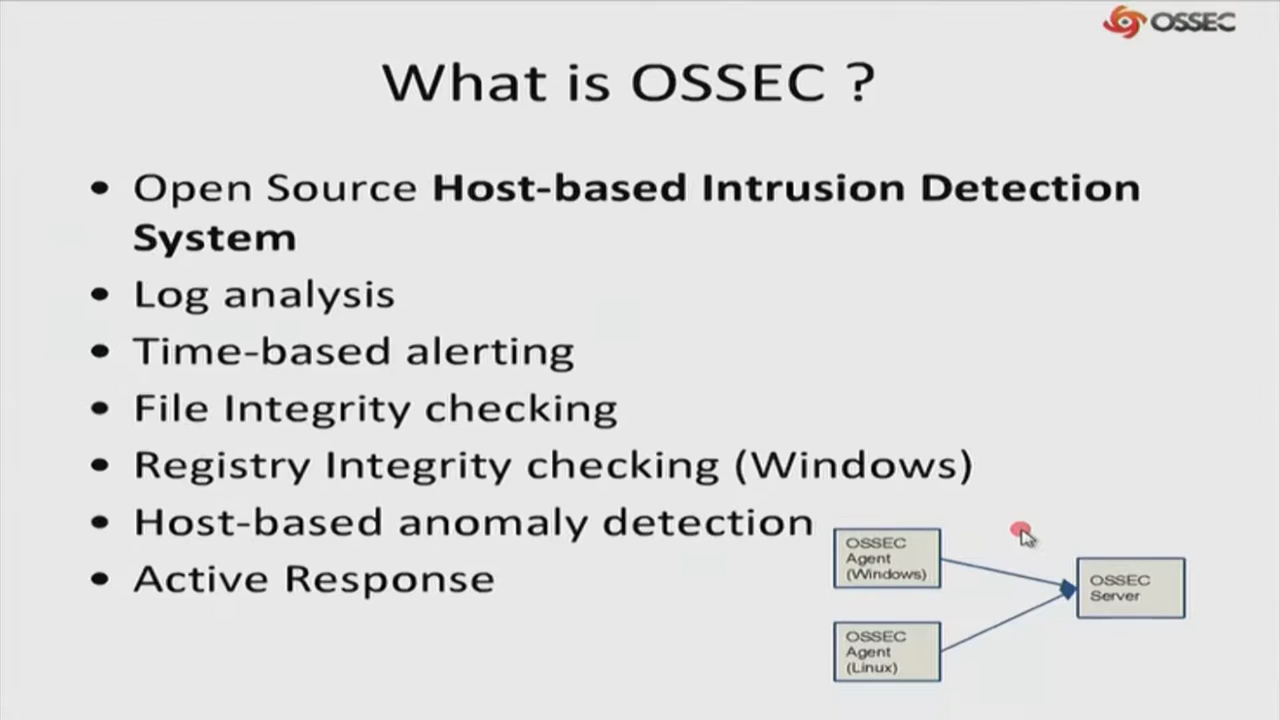 OSSEC
What is OSSEC ?
• Open Source Host-based Intrusion Detection
System
• Log analysis
• Time-based alerting
• File Integrity checking
• Registry Integrity checking (Windows)
• Host-based anomaly detection
• Active Response
OSSEC
Agent
(Windows)
OSSEC
Server
OSSEC
Agent
(Linux)